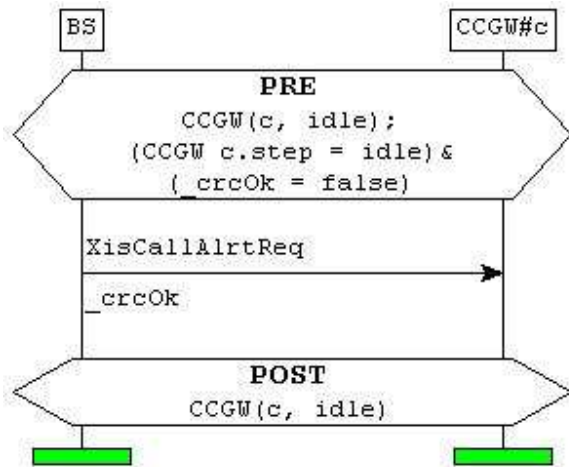 BS
CCGW#c
PRE
CCGW(c, idle);
(CCGW c.step = idle)&
(_crcOk = false)
XisCallAlrtReq
_crcOk
POST
CCGW(c, idle)